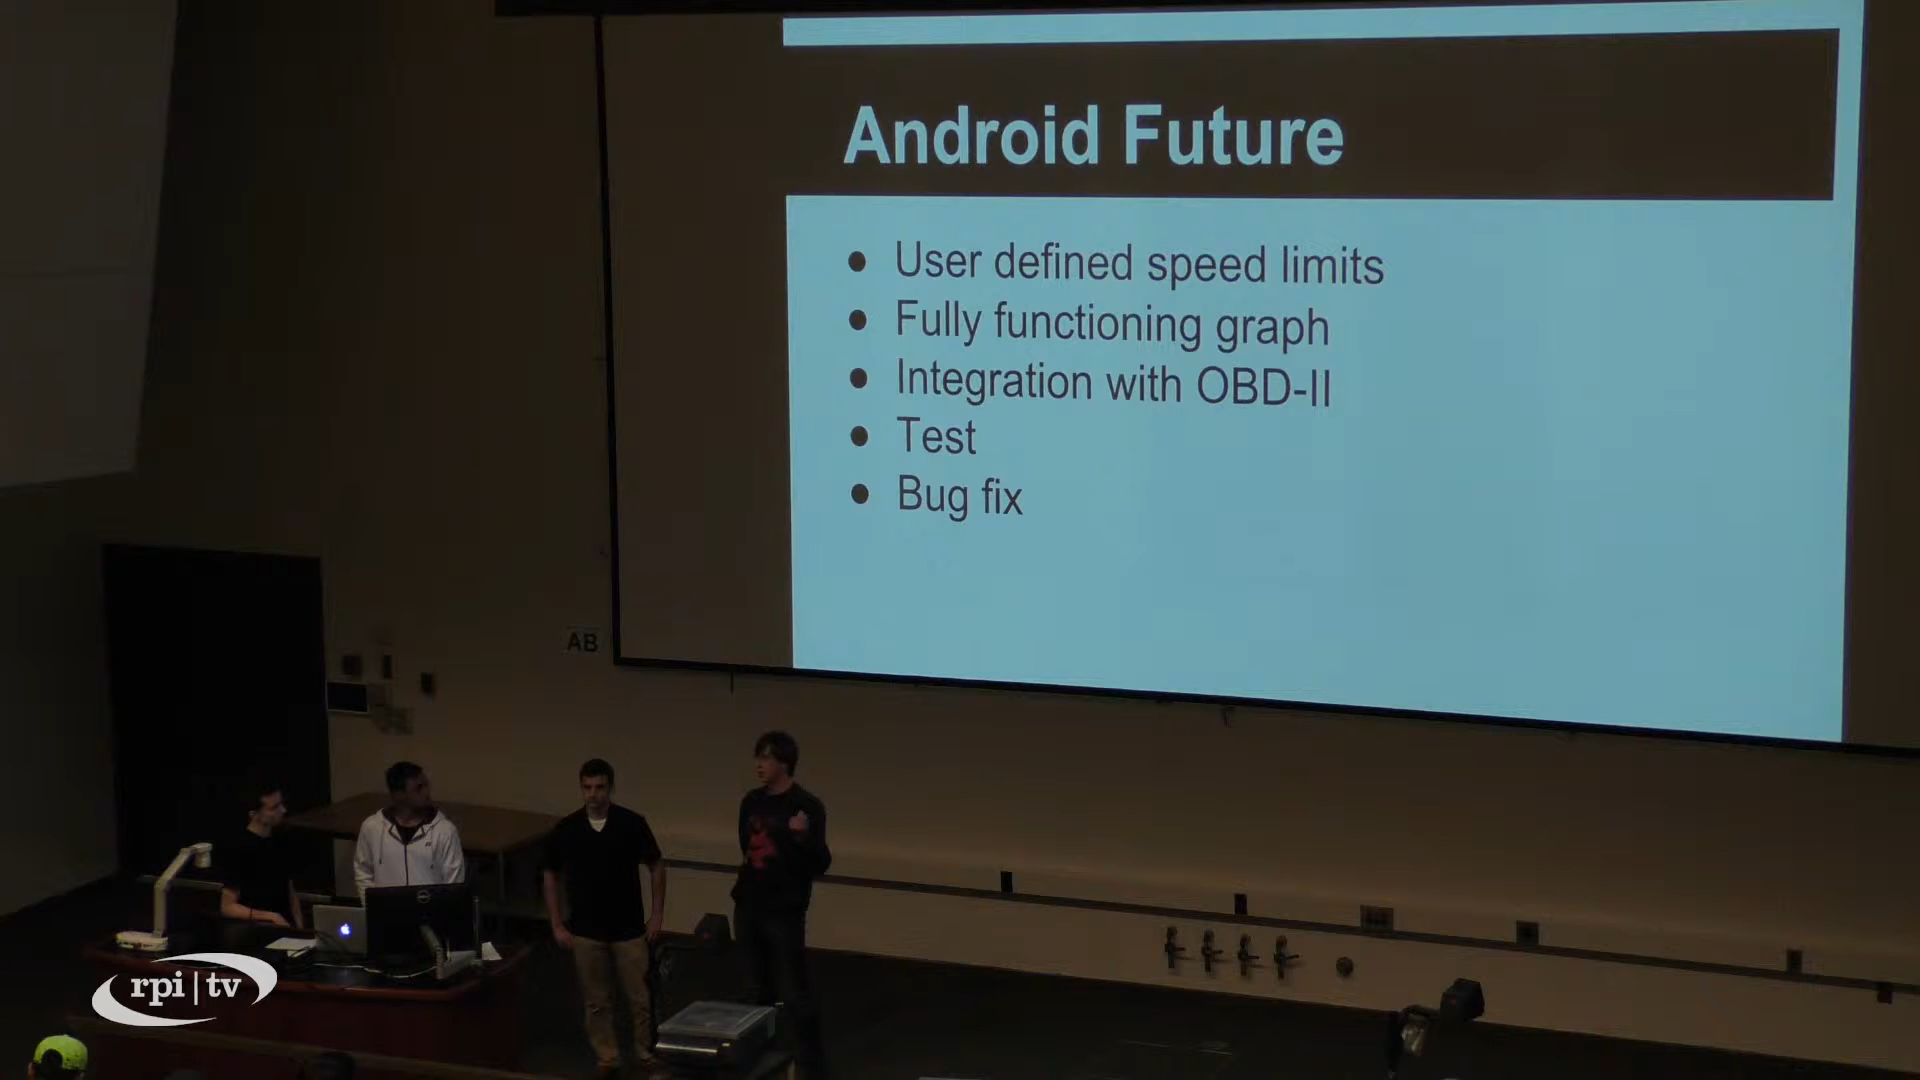 Android Future
● User defined speed limits
● Fully functioning graph
● Integration with OBD-II
● Test
● Bug fix
AB
DELL
rpi | tv